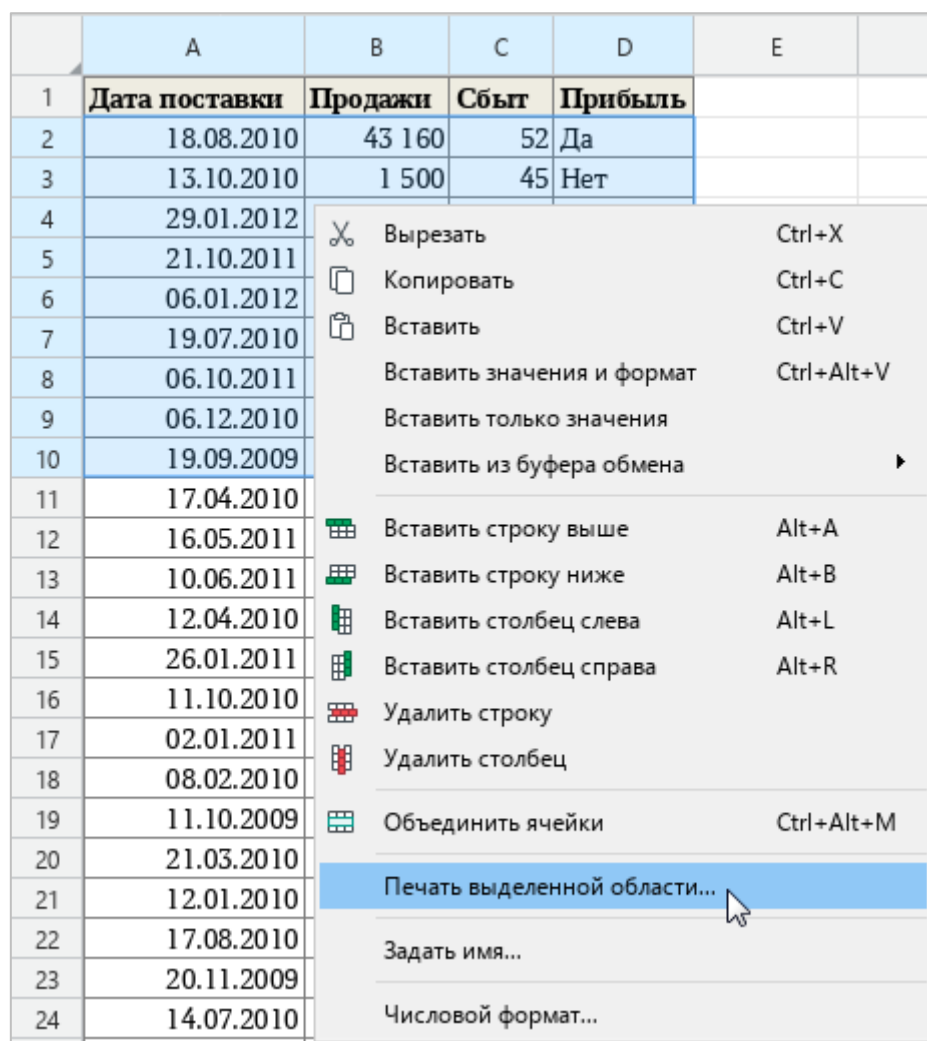 A B C D E
1 Дата поставки Продажи Сбыт Прибыль
2 18.08.2010 43 160 52 Да
3 13.10.2010 1 500 45 Нет
4 29.01.2012
5 21.10.2011
6 06.01.2012
7 19.07.2010
8 06.10.2011
9 06.12.2010
10 19.09.2009
11 17.04.2010
12 16.05.2011
13 10.06.2011
14 12.04.2010
15 26.01.2011
16 11.10.2010
17 02.01.2011
18 08.02.2010
19 11.10.2009
20 21.03.2010
21 12.01.2010
22 17.08.2010
23 20.11.2009
24 14.07.2010
Вырезать Ctrl+X
Копировать Ctrl+C
Вставить Ctrl+V
Вставить значения и формат Ctrl+Alt+V
Вставить только значения
Вставить из буфера обмена
Вставить строку выше Alt+A
Вставить строку ниже Alt+B
Вставить столбец слева Alt+L
Вставить столбец справа Alt+R
Удалить строку
Удалить столбец
Объединить ячейки Ctrl+Alt+M
Печать выделенной области...
Задать имя...
Числовой формат...